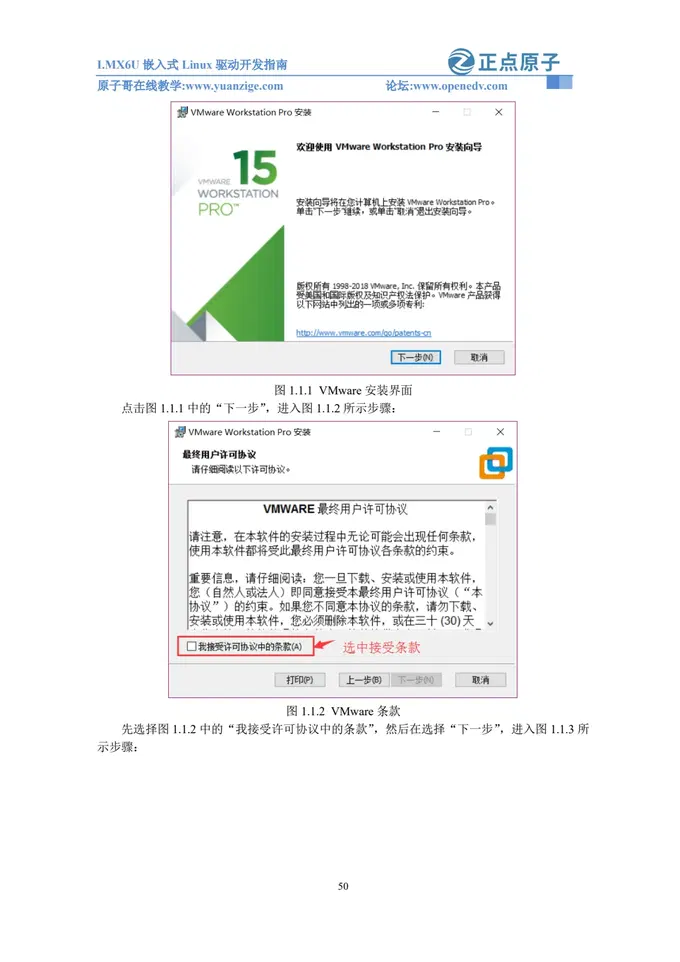 I.MX6U 嵌入式 Linux 驱动开发指南
正点原子
原子哥在线教学:www.yuanzige.com 论坛:www.openedv.com
VMware Workstation Pro 安装
欢迎使用 VMware Workstation Pro 安装向导
15
VMWARE
WORKSTATION
PRO™
安装向导将在您计算机上安装 VMware Workstation Pro。
单击“下一步”继续，或单击“取消”退出安装向导。
版权所有 1998-2018 VMware, Inc. 保留所有权利。本产品
受美国和国际版权及知识产权法保护。VMware 产品获得
以下网站中列出的一项或多项专利:
http://www.vmware.com/go/patents-cn
下一步(N) 取消
图 1.1.1 VMware 安装界面
点击图 1.1.1 中的“下一步”，进入图 1.1.2 所示步骤：
VMware Workstation Pro 安装
最终用户许可协议
请仔细阅读以下许可协议。
VMWARE 最终用户许可协议
请注意，在本软件的安装过程中无论可能会出现任何条款，
使用本软件都将受此最终用户许可协议各条款的约束。
重要信息，请仔细阅读：您一旦下载、安装或使用本软件，
您（自然人或法人）即同意接受本最终用户许可协议（“本
协议”）的约束。如果您不同意本协议的条款，请勿下载、
安装或使用本软件，您必须删除本软件，或在三十 (30) 天
我接受许可协议中的条款(A) 选中接受条款
打印(P) 上一步(B) 下一步(N) 取消
图 1.1.2 VMware 条款
先选择图 1.1.2 中的“我接受许可协议中的条款”，然后在选择“下一步”，进入图 1.1.3 所
示步骤：
50